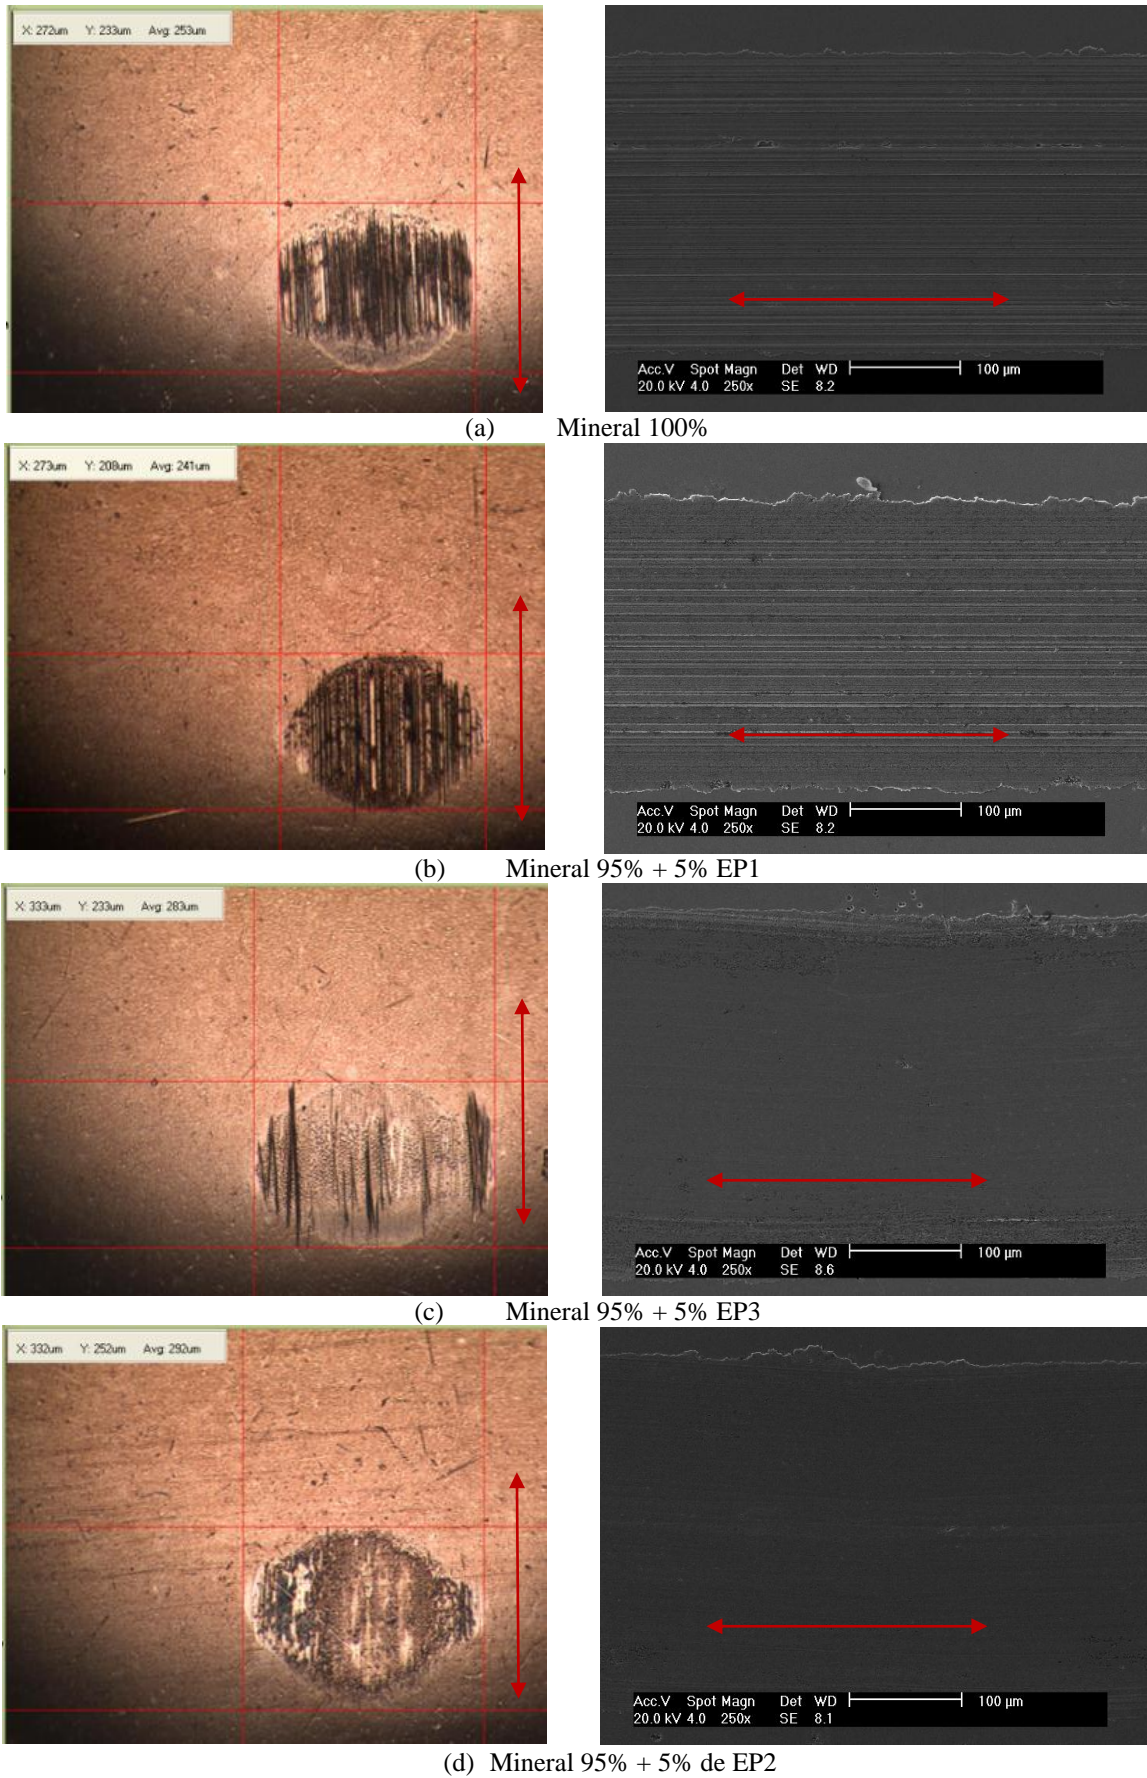 X: 272um Y: 233um Avg: 253um
Acc.V Spot Magn Det WD 100 µm
20.0 kV 4.0 250x SE 8.2
(a) Mineral 100%
X: 273um Y: 208um Avg: 241um
Acc.V Spot Magn Det WD 100 µm
20.0 kV 4.0 250x SE 8.2
(b) Mineral 95% + 5% EP1
X: 333um Y: 233um Avg: 283um
Acc.V Spot Magn Det WD 100 µm
20.0 kV 4.0 250x SE 8.6
(c) Mineral 95% + 5% EP3
X: 332um Y: 252um Avg: 292um
Acc.V Spot Magn Det WD 100 µm
20.0 kV 4.0 250x SE 8.1
(d) Mineral 95% + 5% de EP2